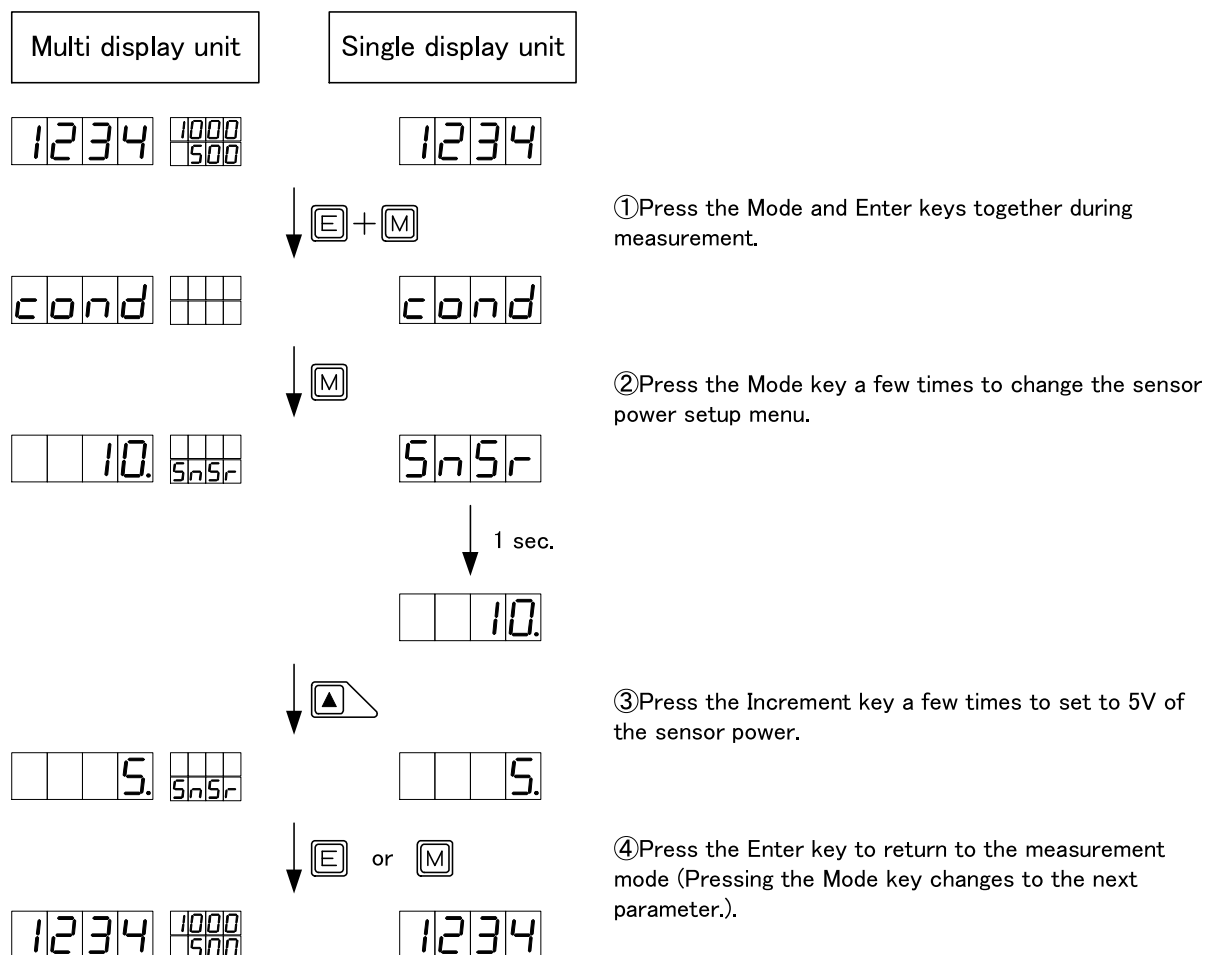 Multi display unit
Single display unit
1234 1000
500
1234
E + M
①Press the Mode and Enter keys together during
measurement.
cond
cond
M
②Press the Mode key a few times to change the sensor
power setup menu.
10. SnSr
SnSr
1 sec.
10.
▲
③Press the Increment key a few times to set to 5V of
the sensor power.
5. SnSr
5.
E or M
④Press the Enter key to return to the measurement
mode (Pressing the Mode key changes to the next
parameter.).
1234 1000
500
1234